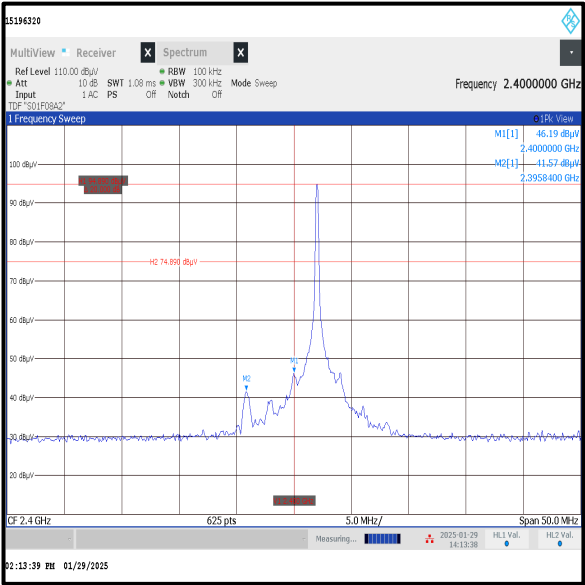 15196320
MultiView Receiver X Spectrum X
Ref Level 110.00 dBµV RBW 100 kHz
Att 10 dB SWT 1.08 ms VBW 300 kHz Mode Sweep Frequency 2.4000000 GHz
Input 1 AC PS Off Notch Off
TDF "S01F08A2"
1 Frequency Sweep 1Pk View
M1[1] 46.19 dBµV
2.4000000 GHz
M2[1] 41.57 dBµV
2.3958400 GHz
100 dBµV
90 dBµV
80 dBµV
H2 74.890 dBµV
70 dBµV
60 dBµV
50 dBµV
M1
M2
40 dBµV
30 dBµV
20 dBµV
CF 2.4 GHz 625 pts 5.0 MHz/ Span 50.0 MHz
Measuring... 2025-01-29 HL1 Val. HL2 Val.
14:13:38
02:13:39 PM 01/29/2025